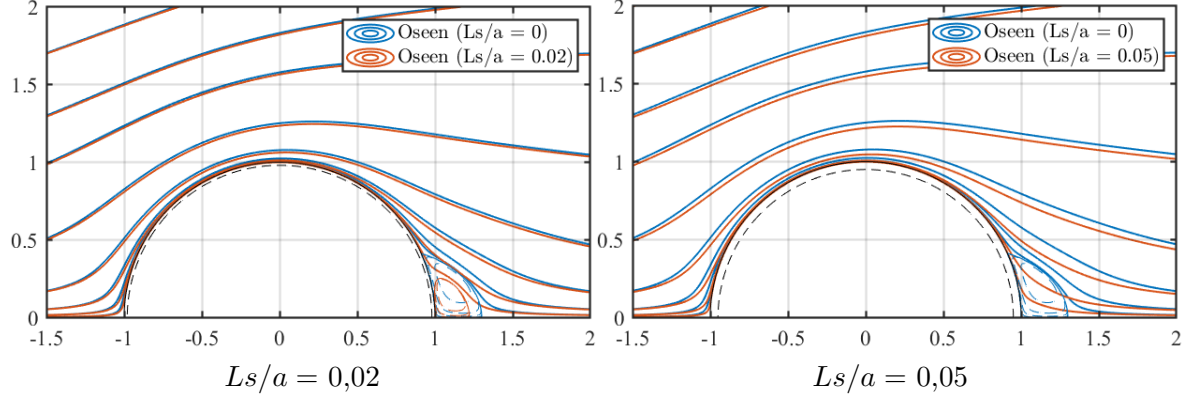 2
1.5
1
0.5
0
-1.5 -1 -0.5 0 0.5 1 1.5 2
Oseen (Ls/a = 0)
Oseen (Ls/a = 0.02)
Ls/a = 0,02
2
1.5
1
0.5
0
-1.5 -1 -0.5 0 0.5 1 1.5 2
Oseen (Ls/a = 0)
Oseen (Ls/a = 0.05)
Ls/a = 0,05